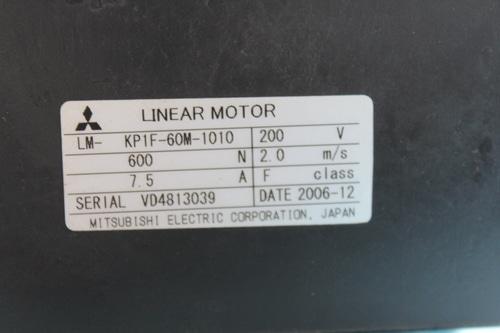 LINEAR MOTOR
LM- KP1F-60M-1010 200 V
600 N 2.0 m/s
7.5 A F class
SERIAL VD4813039 DATE 2006-12
MITSUBISHI ELECTRIC CORPORATION, JAPAN